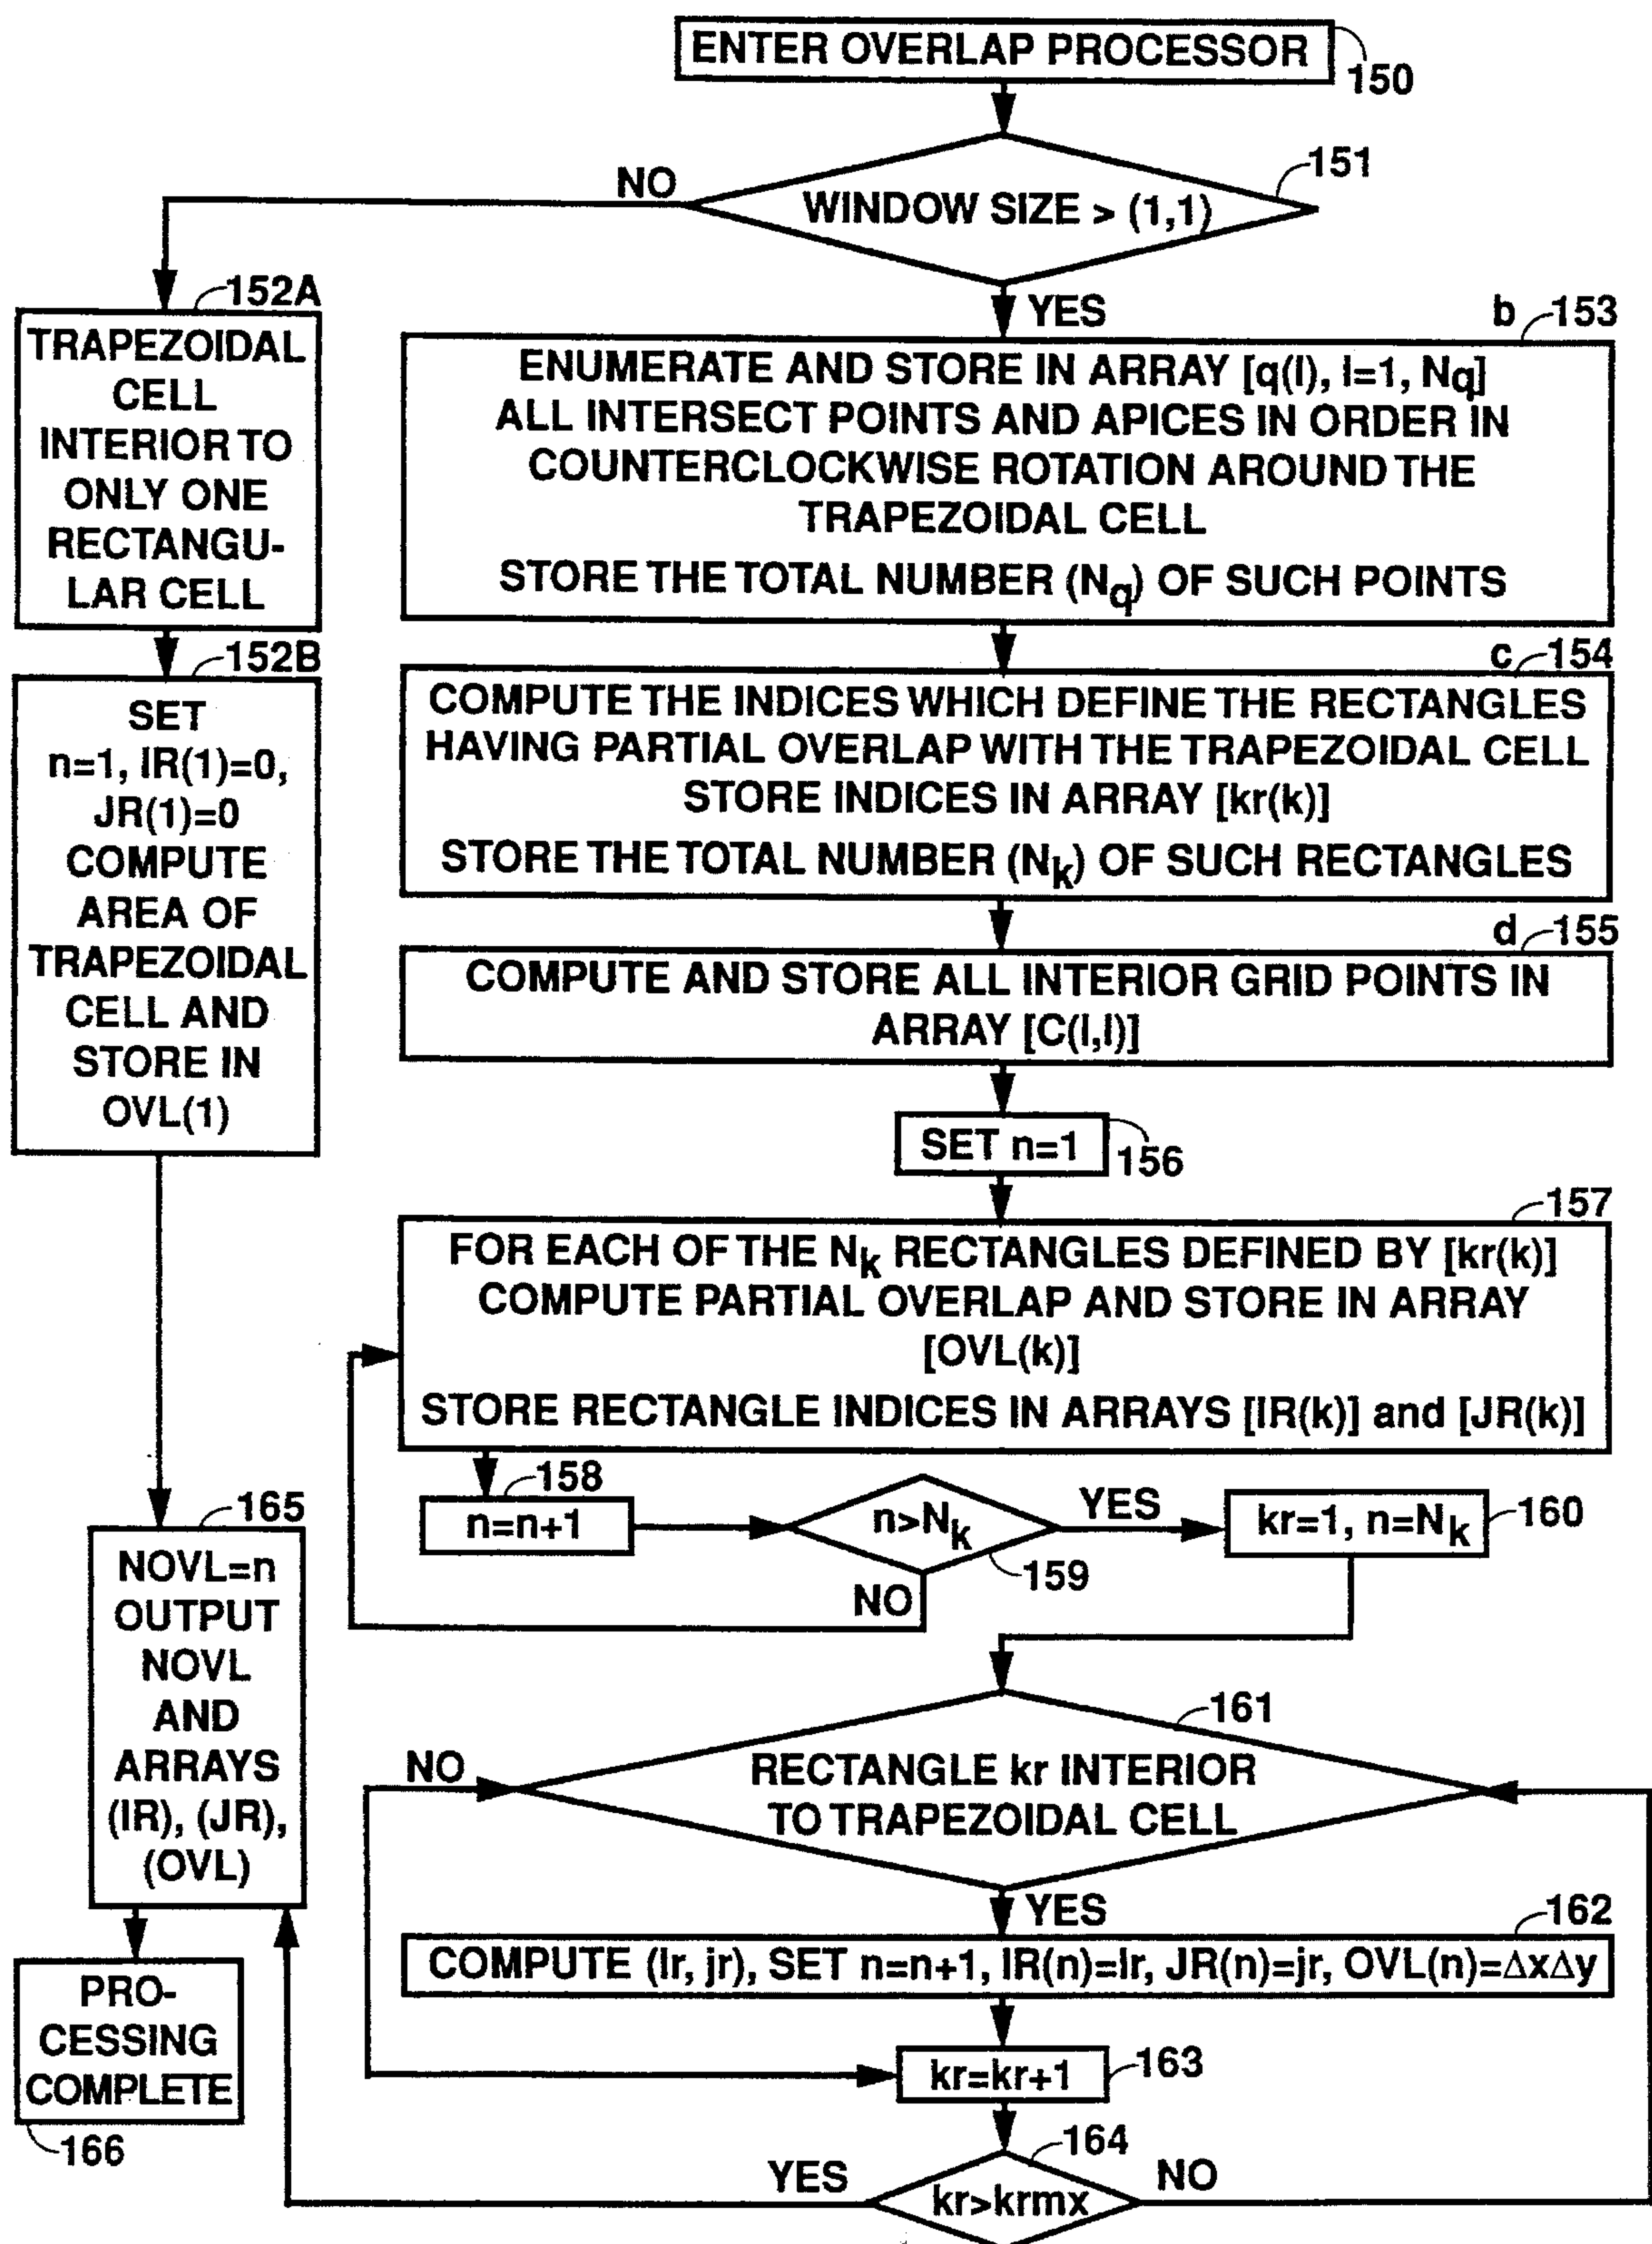 ENTER OVERLAP PROCESSOR
150
151
WINDOW SIZE > (1,1)
NO
YES
152A
TRAPEZOIDAL
CELL
INTERIOR TO
ONLY ONE
RECTANGU-
LAR CELL
152B
SET
n=1, IR(1)=0,
JR(1)=0
COMPUTE
AREA OF
TRAPEZOIDAL
CELL AND
STORE IN
OVL(1)
b 153
ENUMERATE AND STORE IN ARRAY [q(l), l=1, Nq]
ALL INTERSECT POINTS AND APICES IN ORDER IN
COUNTERCLOCKWISE ROTATION AROUND THE
TRAPEZOIDAL CELL
STORE THE TOTAL NUMBER (Nq) OF SUCH POINTS
c 154
COMPUTE THE INDICES WHICH DEFINE THE RECTANGLES
HAVING PARTIAL OVERLAP WITH THE TRAPEZOIDAL CELL
STORE INDICES IN ARRAY [kr(k)]
STORE THE TOTAL NUMBER (Nk) OF SUCH RECTANGLES
d 155
COMPUTE AND STORE ALL INTERIOR GRID POINTS IN
ARRAY [C(I,I)]
SET n=1
156
157
FOR EACH OF THE Nk RECTANGLES DEFINED BY [kr(k)]
COMPUTE PARTIAL OVERLAP AND STORE IN ARRAY
[OVL(k)]
STORE RECTANGLE INDICES IN ARRAYS [IR(k)] and [JR(k)]
158
n=n+1
n>Nk
159
YES
NO
kr=1, n=Nk
160
161
RECTANGLE kr INTERIOR
TO TRAPEZOIDAL CELL
NO
YES
162
COMPUTE (Ir, jr), SET n=n+1, IR(n)=Ir, JR(n)=jr, OVL(n)=ΔxΔy
kr=kr+1
163
164
kr>krmx
YES
NO
165
NOVL=n
OUTPUT
NOVL
AND
ARRAYS
(IR), (JR),
(OVL)
PRO-
CESSING
COMPLETE
166